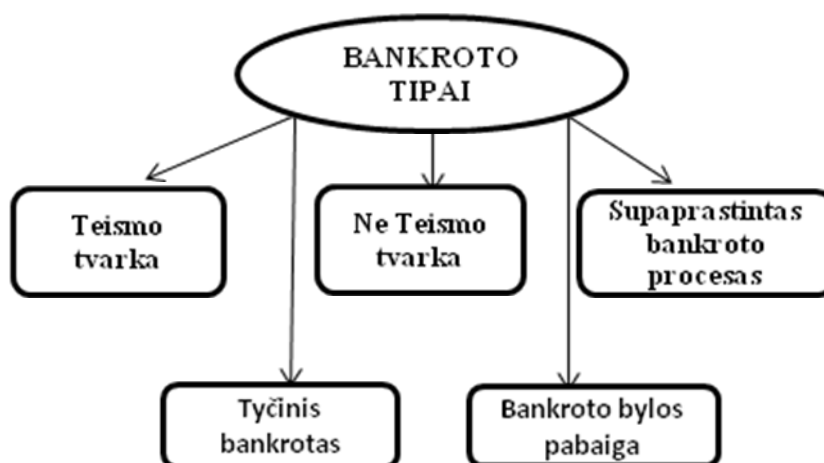 BANKROTO
TIPAI
Teismo
tvarka
Ne Teismo
tvarka
Supaprastintas
bankroto
procesas
Tyčinis
bankrotas
Bankroto bylos
pabaiga